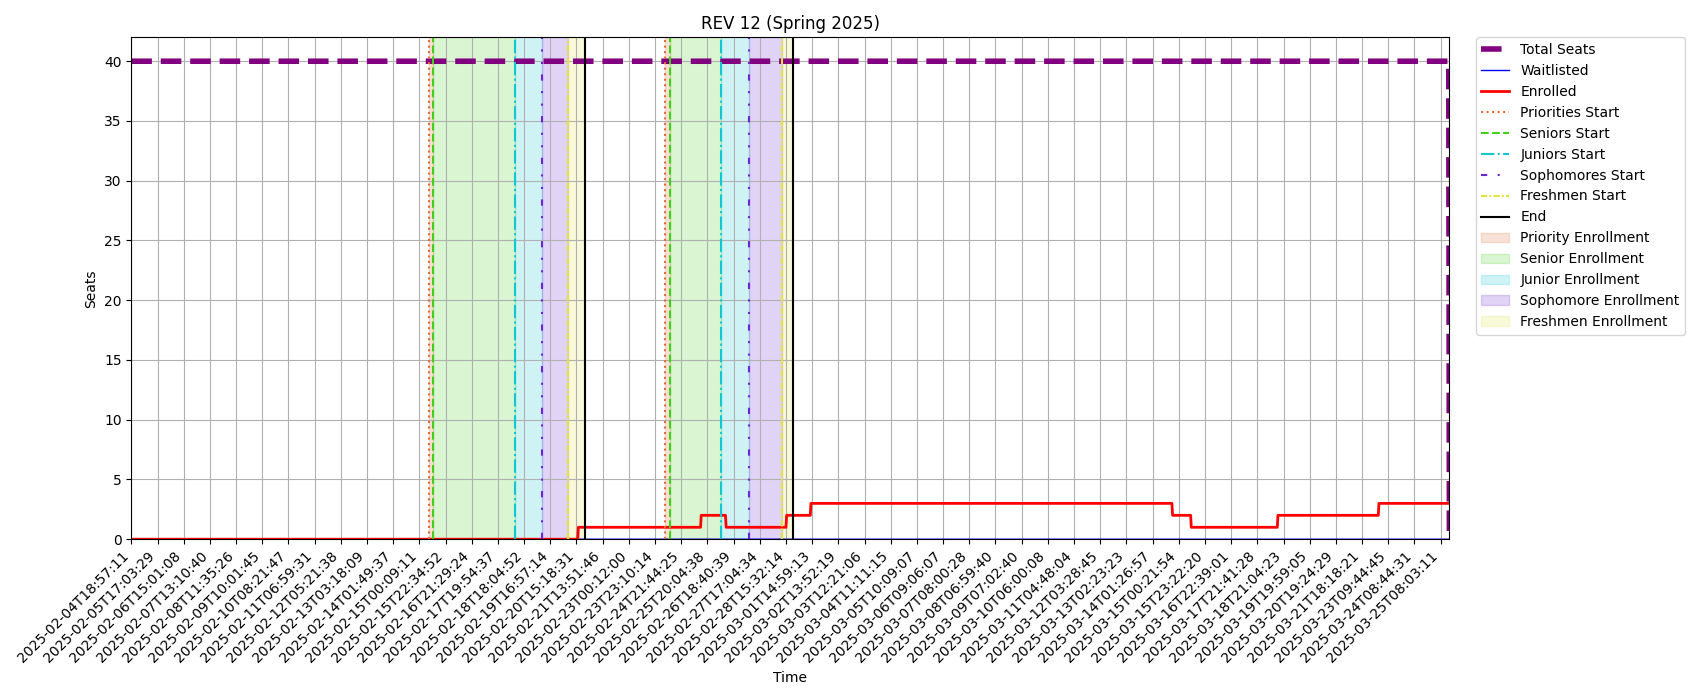 REV 12 (Spring 2025)
Seats
40
35
30
25
20
15
10
5
0
2025-02-04T18:57:11
2025-02-05T17:03:29
2025-02-06T15:01:08
2025-02-07T13:10:40
2025-02-08T11:35:26
2025-02-09T10:01:45
2025-02-10T08:21:47
2025-02-11T06:59:31
2025-02-12T05:21:38
2025-02-13T03:18:09
2025-02-14T01:49:37
2025-02-15T00:09:11
2025-02-15T22:34:52
2025-02-16T21:29:24
2025-02-17T19:54:37
2025-02-18T18:04:52
2025-02-19T16:57:14
2025-02-20T15:18:31
2025-02-21T13:51:46
2025-02-23T00:12:00
2025-02-23T23:10:14
2025-02-24T21:44:25
2025-02-25T20:04:38
2025-02-26T18:40:39
2025-02-27T17:04:34
2025-02-28T15:32:14
2025-03-01T14:59:13
2025-03-02T13:52:19
2025-03-03T12:21:06
2025-03-04T11:11:15
2025-03-05T10:09:07
2025-03-06T09:06:07
2025-03-07T08:00:28
2025-03-08T06:59:40
2025-03-09T07:02:40
2025-03-10T06:00:08
2025-03-11T04:48:04
2025-03-12T03:28:45
2025-03-13T02:23:23
2025-03-14T01:26:57
2025-03-15T00:21:54
2025-03-15T23:22:20
2025-03-16T22:39:01
2025-03-17T21:41:28
2025-03-18T21:04:23
2025-03-19T19:59:05
2025-03-20T19:24:29
2025-03-21T18:18:21
2025-03-23T09:44:45
2025-03-24T08:44:31
2025-03-25T08:03:11
Time
Total Seats
Waitlisted
Enrolled
Priorities Start
Seniors Start
Juniors Start
Sophomores Start
Freshmen Start
End
Priority Enrollment
Senior Enrollment
Junior Enrollment
Sophomore Enrollment
Freshmen Enrollment